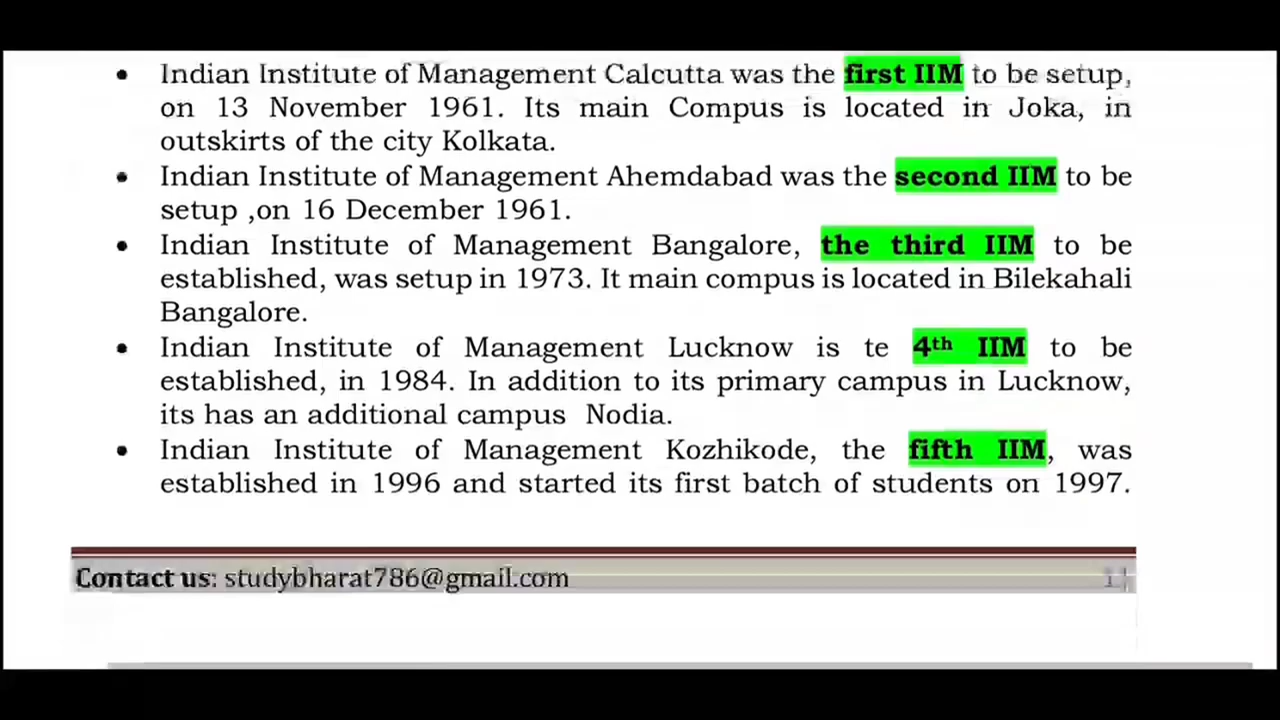 • Indian Institute of Management Calcutta was the first IIM to be setup,
on 13 November 1961. Its main Compus is located in Joka, in
outskirts of the city Kolkata.
• Indian Institute of Management Ahemdabad was the second IIM to be
setup ,on 16 December 1961.
• Indian Institute of Management Bangalore, the third IIM to be
established, was setup in 1973. It main compus is located in Bilekahali
Bangalore.
• Indian Institute of Management Lucknow is te 4th IIM to be
established, in 1984. In addition to its primary campus in Lucknow,
its has an additional campus Nodia.
• Indian Institute of Management Kozhikode, the fifth IIM, was
established in 1996 and started its first batch of students on 1997.
Contact us: studybharat786@gmail.com